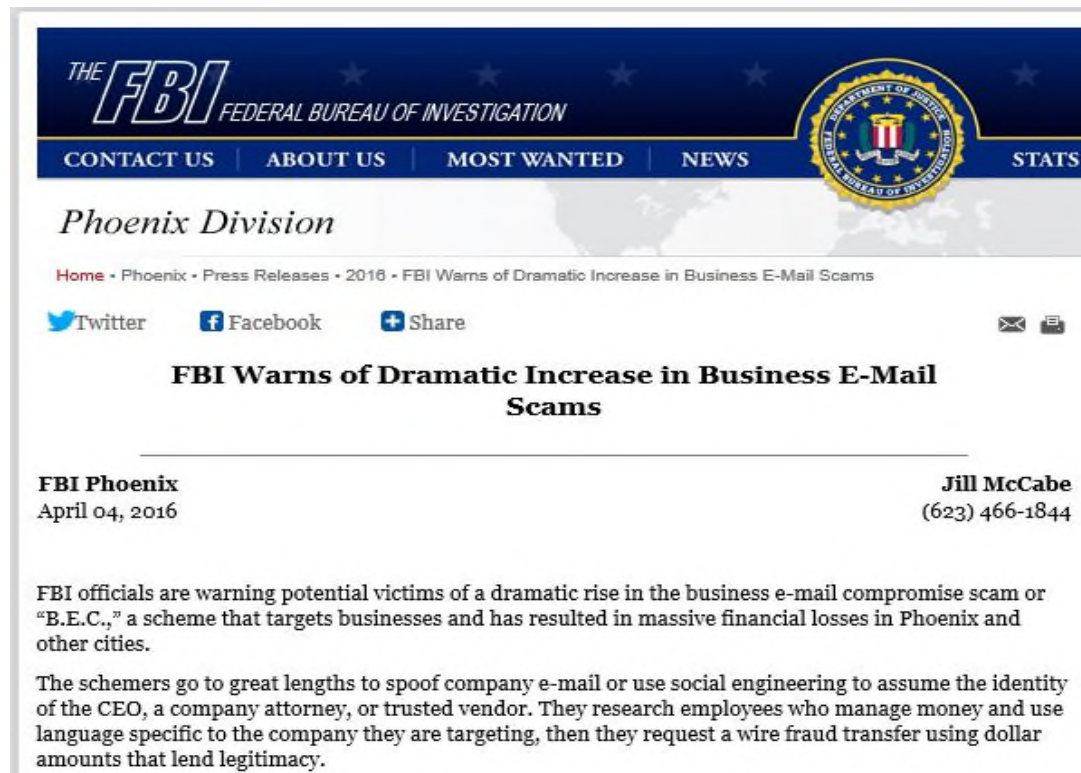 THE FBI FEDERAL BUREAU OF INVESTIGATION
DEPARTMENT OF JUSTICE
FEDERAL BUREAU OF INVESTIGATION
CONTACT US ABOUT US MOST WANTED NEWS STATS
Phoenix Division
Home • Phoenix • Press Releases • 2016 • FBI Warns of Dramatic Increase in Business E-Mail Scams
Twitter Facebook Share
FBI Warns of Dramatic Increase in Business E-Mail
Scams
FBI Phoenix Jill McCabe
April 04, 2016 (623) 466-1844
FBI officials are warning potential victims of a dramatic rise in the business e-mail compromise scam or
“B.E.C.,” a scheme that targets businesses and has resulted in massive financial losses in Phoenix and
other cities.
The schemers go to great lengths to spoof company e-mail or use social engineering to assume the identity
of the CEO, a company attorney, or trusted vendor. They research employees who manage money and use
language specific to the company they are targeting, then they request a wire fraud transfer using dollar
amounts that lend legitimacy.